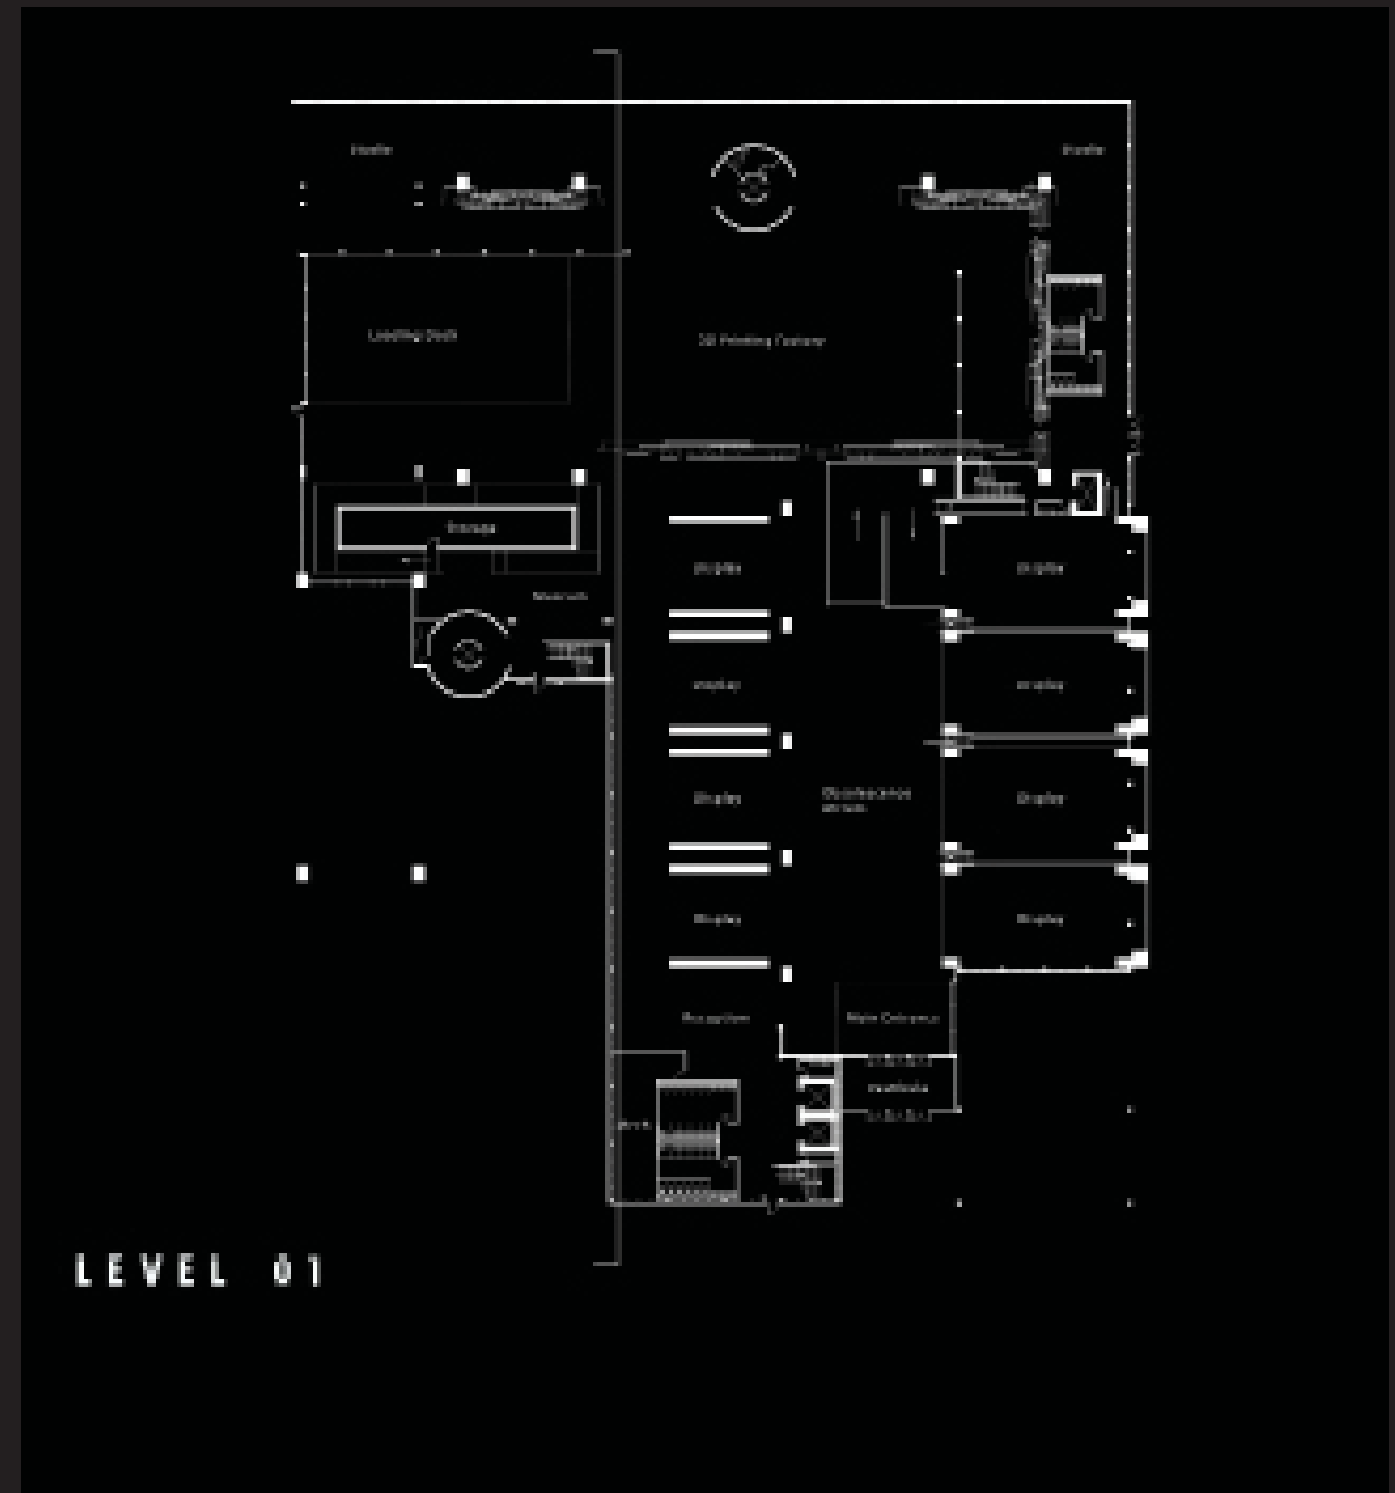 Loading Dock
3D Printing Factory
Storage
Display
Display
Display
Display
Display
Display
Display
Display
Reception
Main Entrance
LEVEL 01